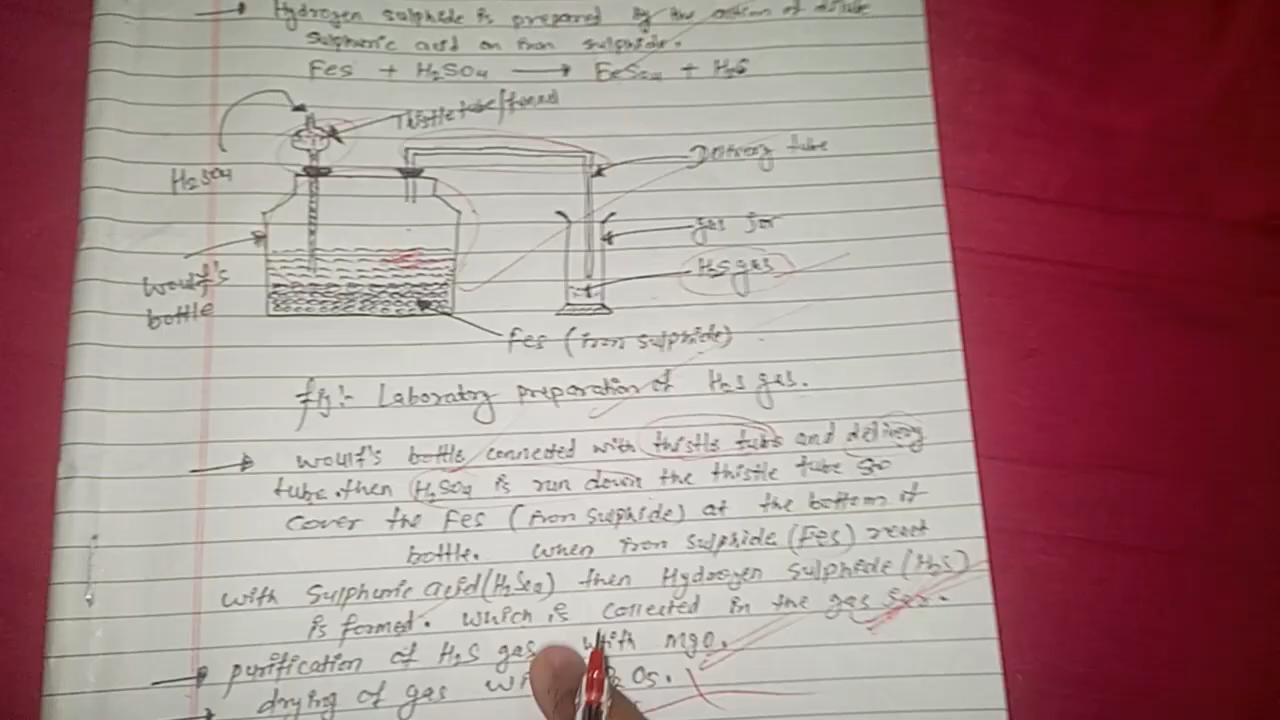 Hydrogen sulphide is prepared by the action of dilute
Sulphuric acid on iron sulphide.
Fes + H₂SO₄ → FeSO₄ + H₂S
Thistle tube/funnel
Delivery tube
H₂SO₄
gas Jar
H₂S gas
woulf's
bottle
Fes (iron sulphide)
fig:- Laboratry preparation of H₂S gas.
woulf's bottle connected with thistle tube and delivery
tube. then H₂SO₄ is run down the thistle tube so
cover the Fes (iron sulphide) at the bottom of
bottle. When iron sulphide (Fes) react
with Sulphuric acid (H₂SO₄) then Hydrogen sulphide (H₂S)
is formed. which is collected in the gas Jar.
purification of H₂S gas with mgo.
drying of gas